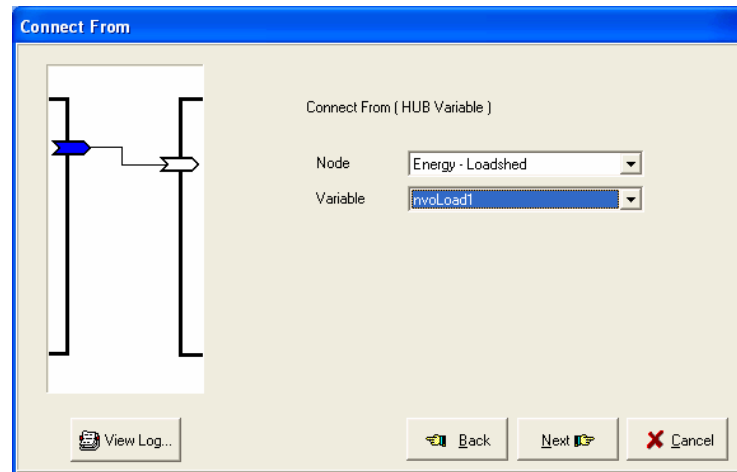 Connect From
Connect From ( HUB Variable )
Node Energy - Loadshed
Variable nvoLoad1
View Log... Back Next Cancel